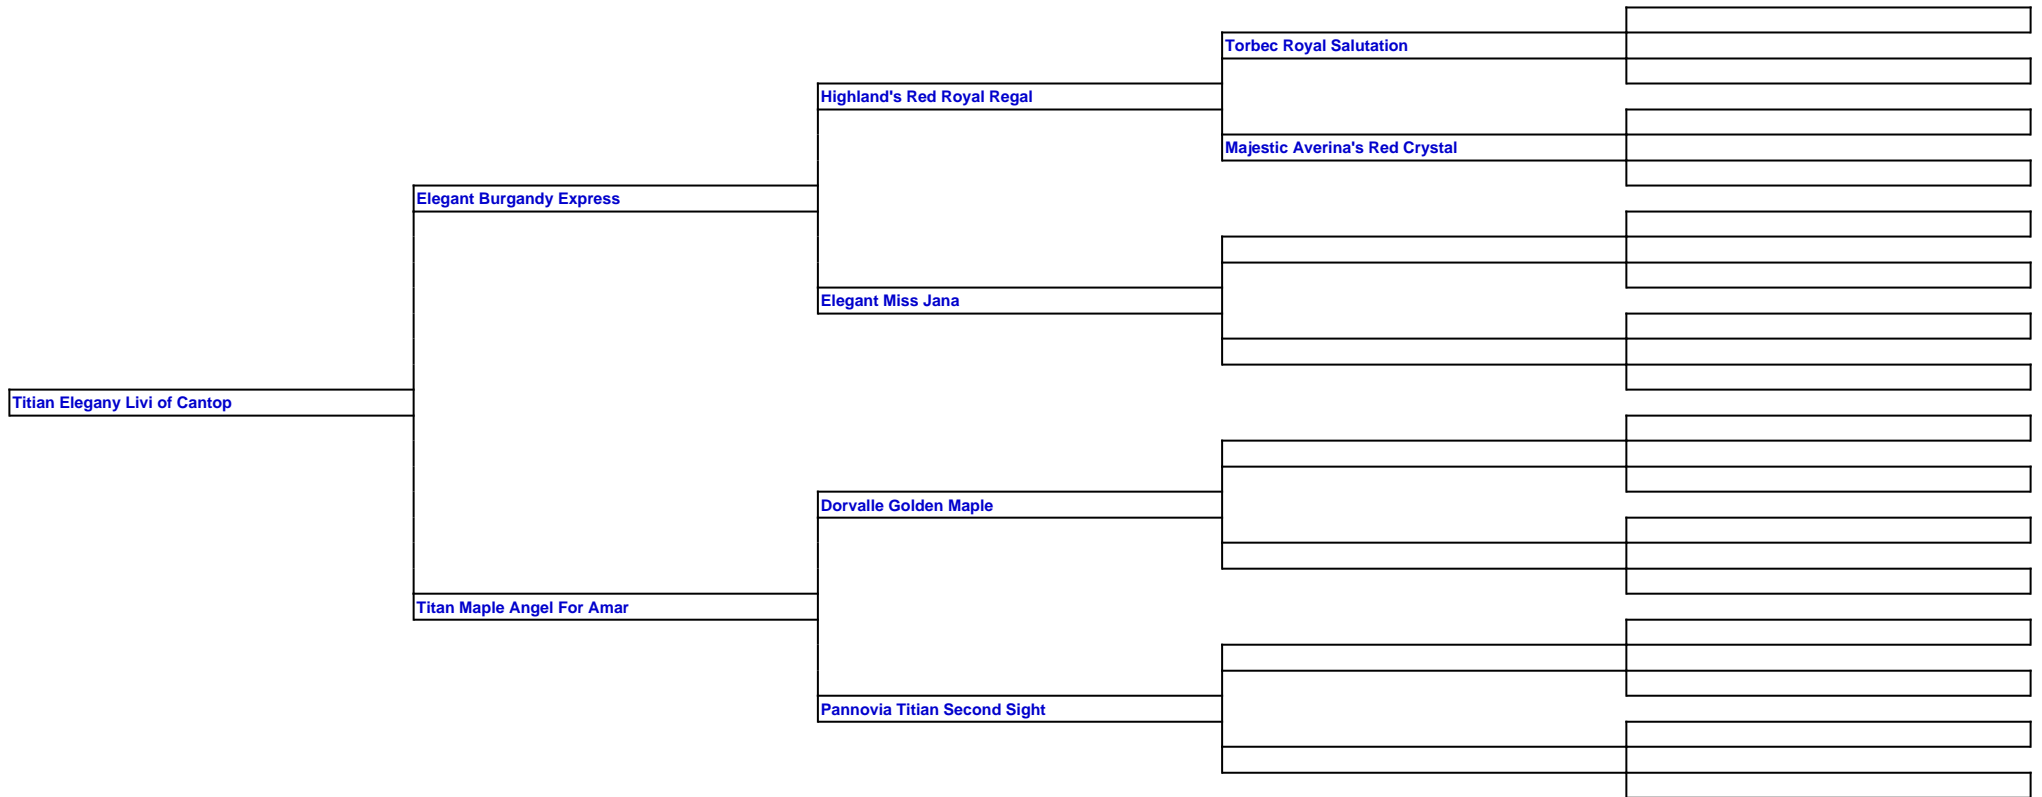 Torbec Royal Salutation
Highland's Red Royal Regal
Majestic Averina's Red Crystal
Elegant Burgandy Express
Elegant Miss Jana
Titian Elegany Livi of Cantop
Dorvalle Golden Maple
Titan Maple Angel For Amar
Pannovia Titian Second Sight